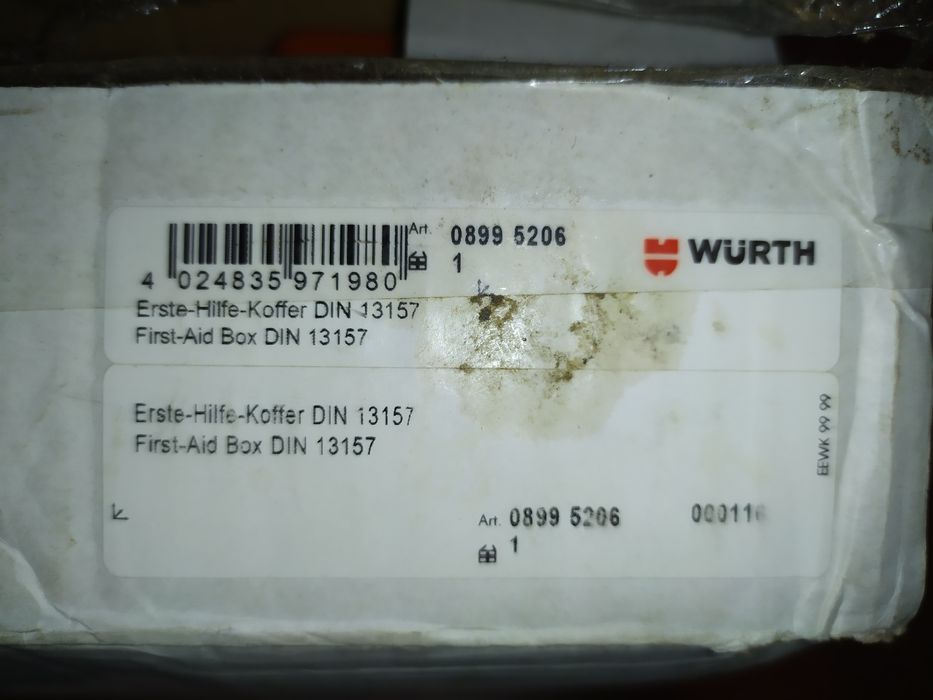 Art. 0899 5206
WÜRTH
1
4 024835 971980
Erste-Hilfe-Koffer DIN 13157
First-Aid Box DIN 13157
Erste-Hilfe-Koffer DIN 13157
First-Aid Box DIN 13157
EEWK 99 99
Art. 0899 5206
1